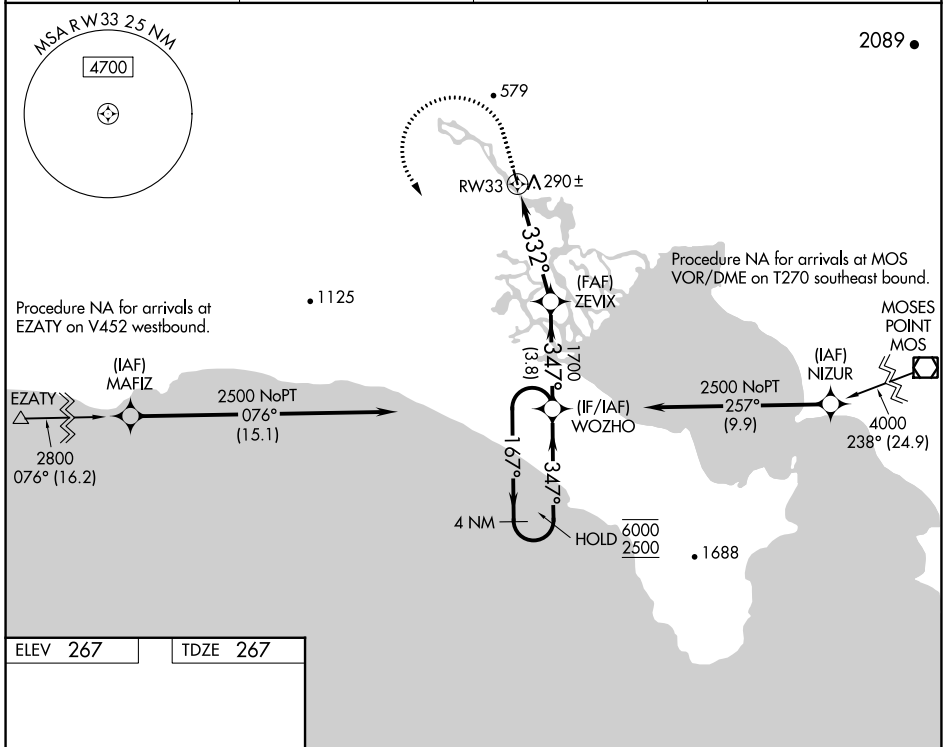 MSA RW33 25 NM
4700
2089
579
RW33
290±
332°
Procedure NA for arrivals at MOS
VOR/DME on T270 southeast bound.
(FAF)
ZEVIX
1125
Procedure NA for arrivals at
EZATY on V452 westbound.
MOSES
POINT
MOS
(IAF)
MAFIZ
347°
1700
(3.8)
(IAF)
NIZUR
EZATY
2500 NoPT
076°
(15.1)
2500 NoPT
257°
(9.9)
(IF/IAF)
WOZHO
4000
238° (24.9)
2800
076° (16.2)
167°
347°
4 NM
HOLD
6000
2500
1688
ELEV 267
TDZE 267